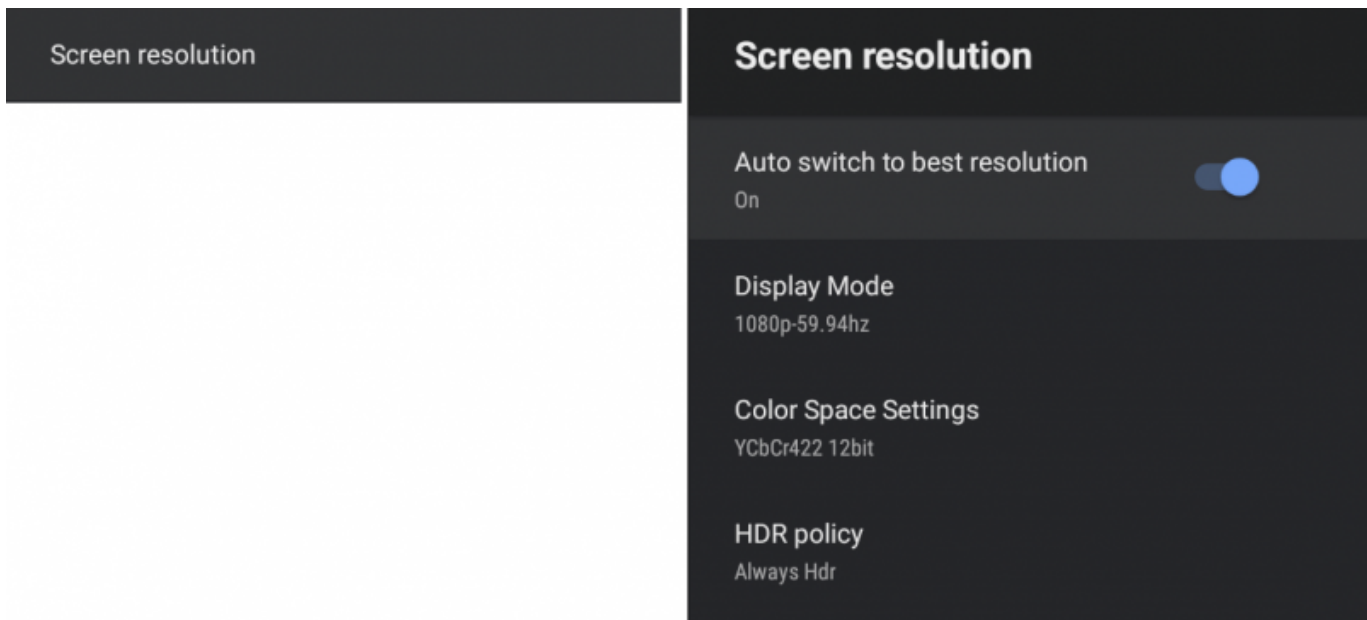 Screen resolution
Screen resolution
Auto switch to best resolution
On
Display Mode
1080p-59.94hz
Color Space Settings
YCbCr422 12bit
HDR policy
Always Hdr